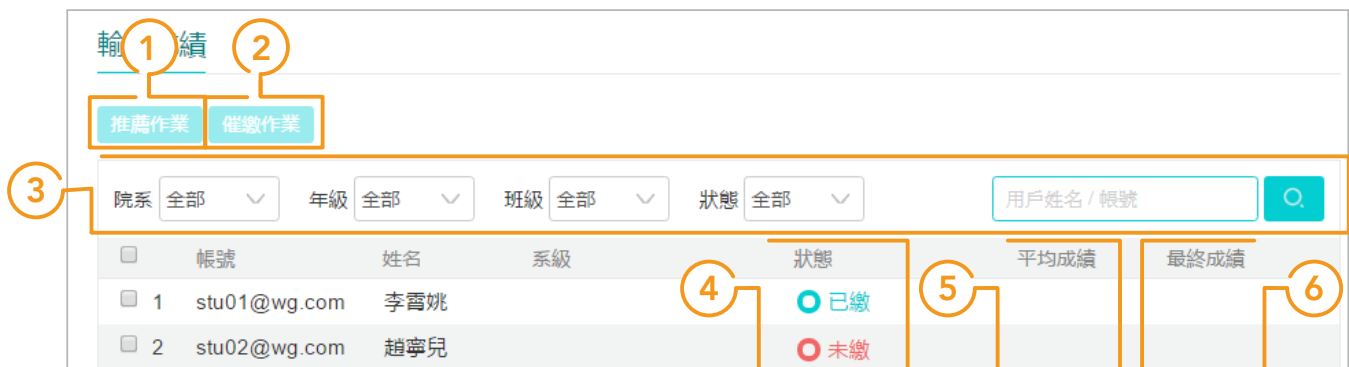 輸 績
1
2
推薦作業 催繳作業
3
院系 全部 年級 全部 班級 全部 狀態 全部 用戶姓名 / 帳號
帳號 姓名 系級 狀態 平均成績 最終成績
4
5
6
1 stu01@wg.com 李霄姚 已繳
2 stu02@wg.com 趙寧兒 未繳